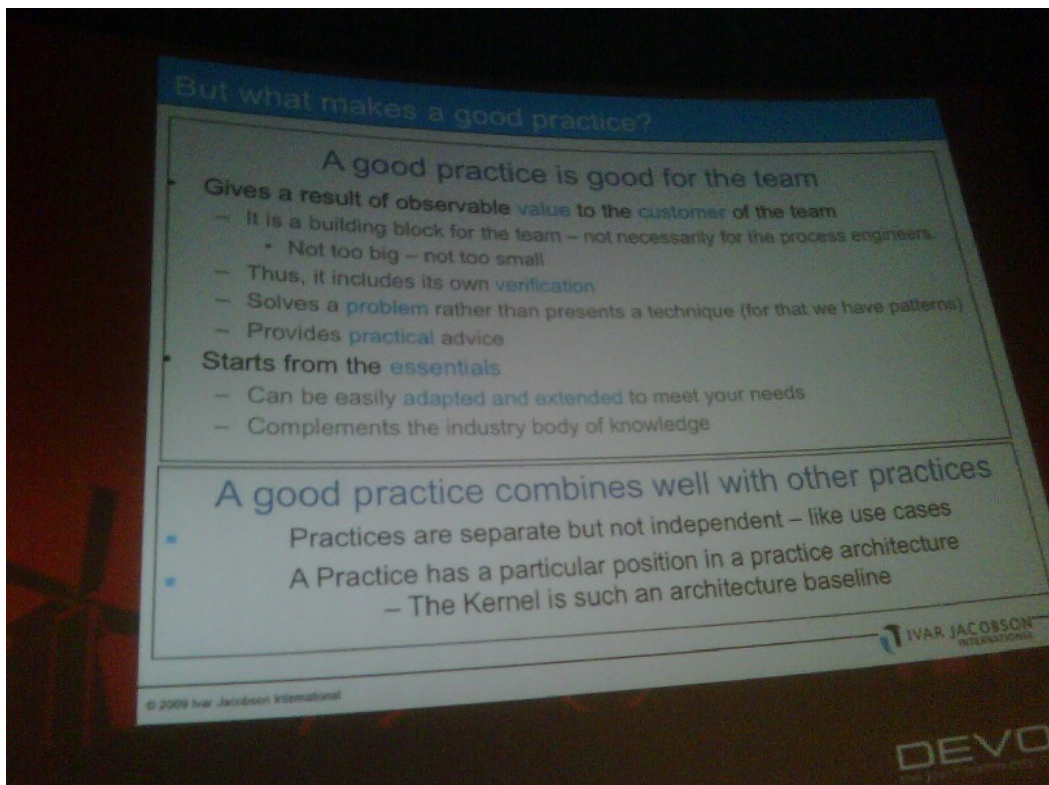 But what makes a good practice?
A good practice is good for the team
• Gives a result of observable value to the customer of the team
– It is a building block for the team – not necessarily for the process engineers.
• Not too big – not too small
– Thus, it includes its own verification
– Solves a problem rather than presents a technique (for that we have patterns)
– Provides practical advice
• Starts from the essentials
– Can be easily adapted and extended to meet your needs
– Complements the industry body of knowledge
A good practice combines well with other practices
▪ Practices are separate but not independent – like use cases
▪ A Practice has a particular position in a practice architecture
– The Kernel is such an architecture baseline
IVAR JACOBSON
INTERNATIONAL
© 2009 Ivar Jacobson International
DEVO